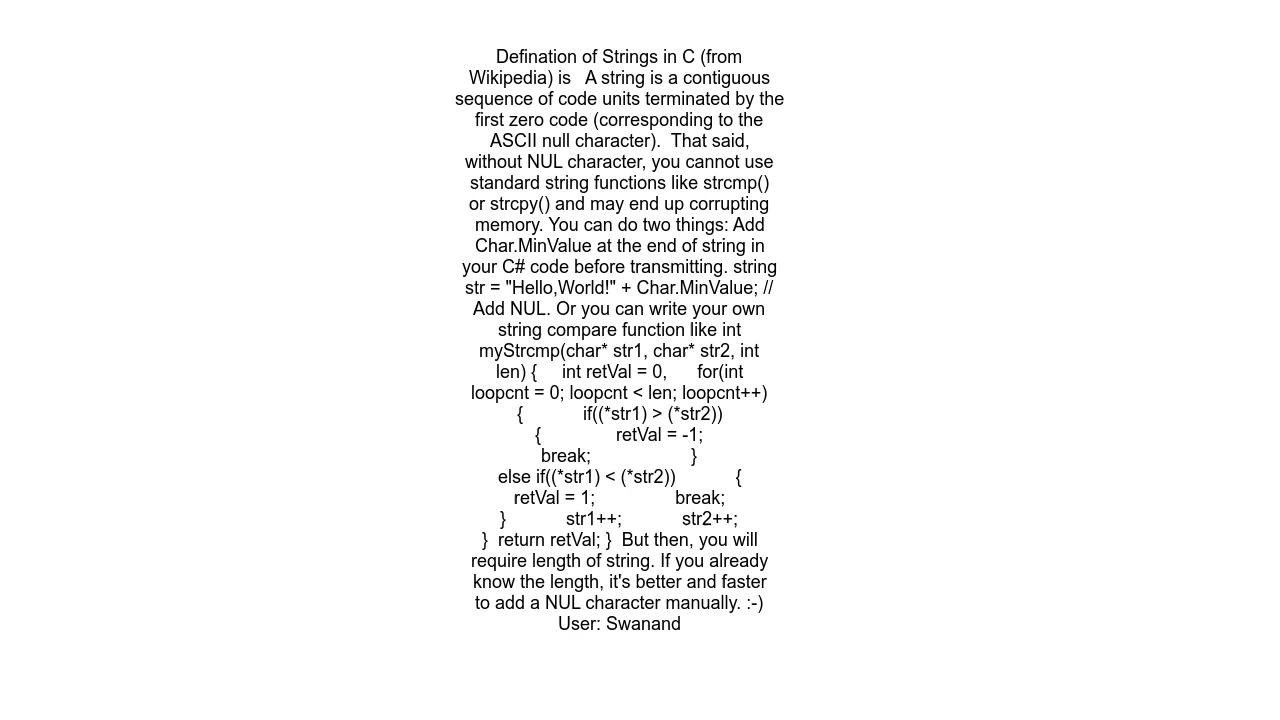 Defination of Strings in C (from
Wikipedia) is   A string is a contiguous
sequence of code units terminated by the
first zero code (corresponding to the
ASCII null character).  That said,
without NUL character, you cannot use
standard string functions like strcmp()
or strcpy() and may end up corrupting
memory. You can do two things: Add
Char.MinValue at the end of string in
your C# code before transmitting. string
str = "Hello,World!" + Char.MinValue; //
Add NUL. Or you can write your own
string compare function like int
myStrcmp(char* str1, char* str2, int
len) {     int retVal = 0,      for(int
loopcnt = 0; loopcnt < len; loopcnt++)
{            if((*str1) > (*str2))
{               retVal = -1;
break;                    }
else if((*str1) < (*str2))            {
retVal = 1;                break;
}            str1++;            str2++;
}  return retVal; }  But then, you will
require length of string. If you already
know the length, it's better and faster
to add a NUL character manually. :-)
User: Swanand